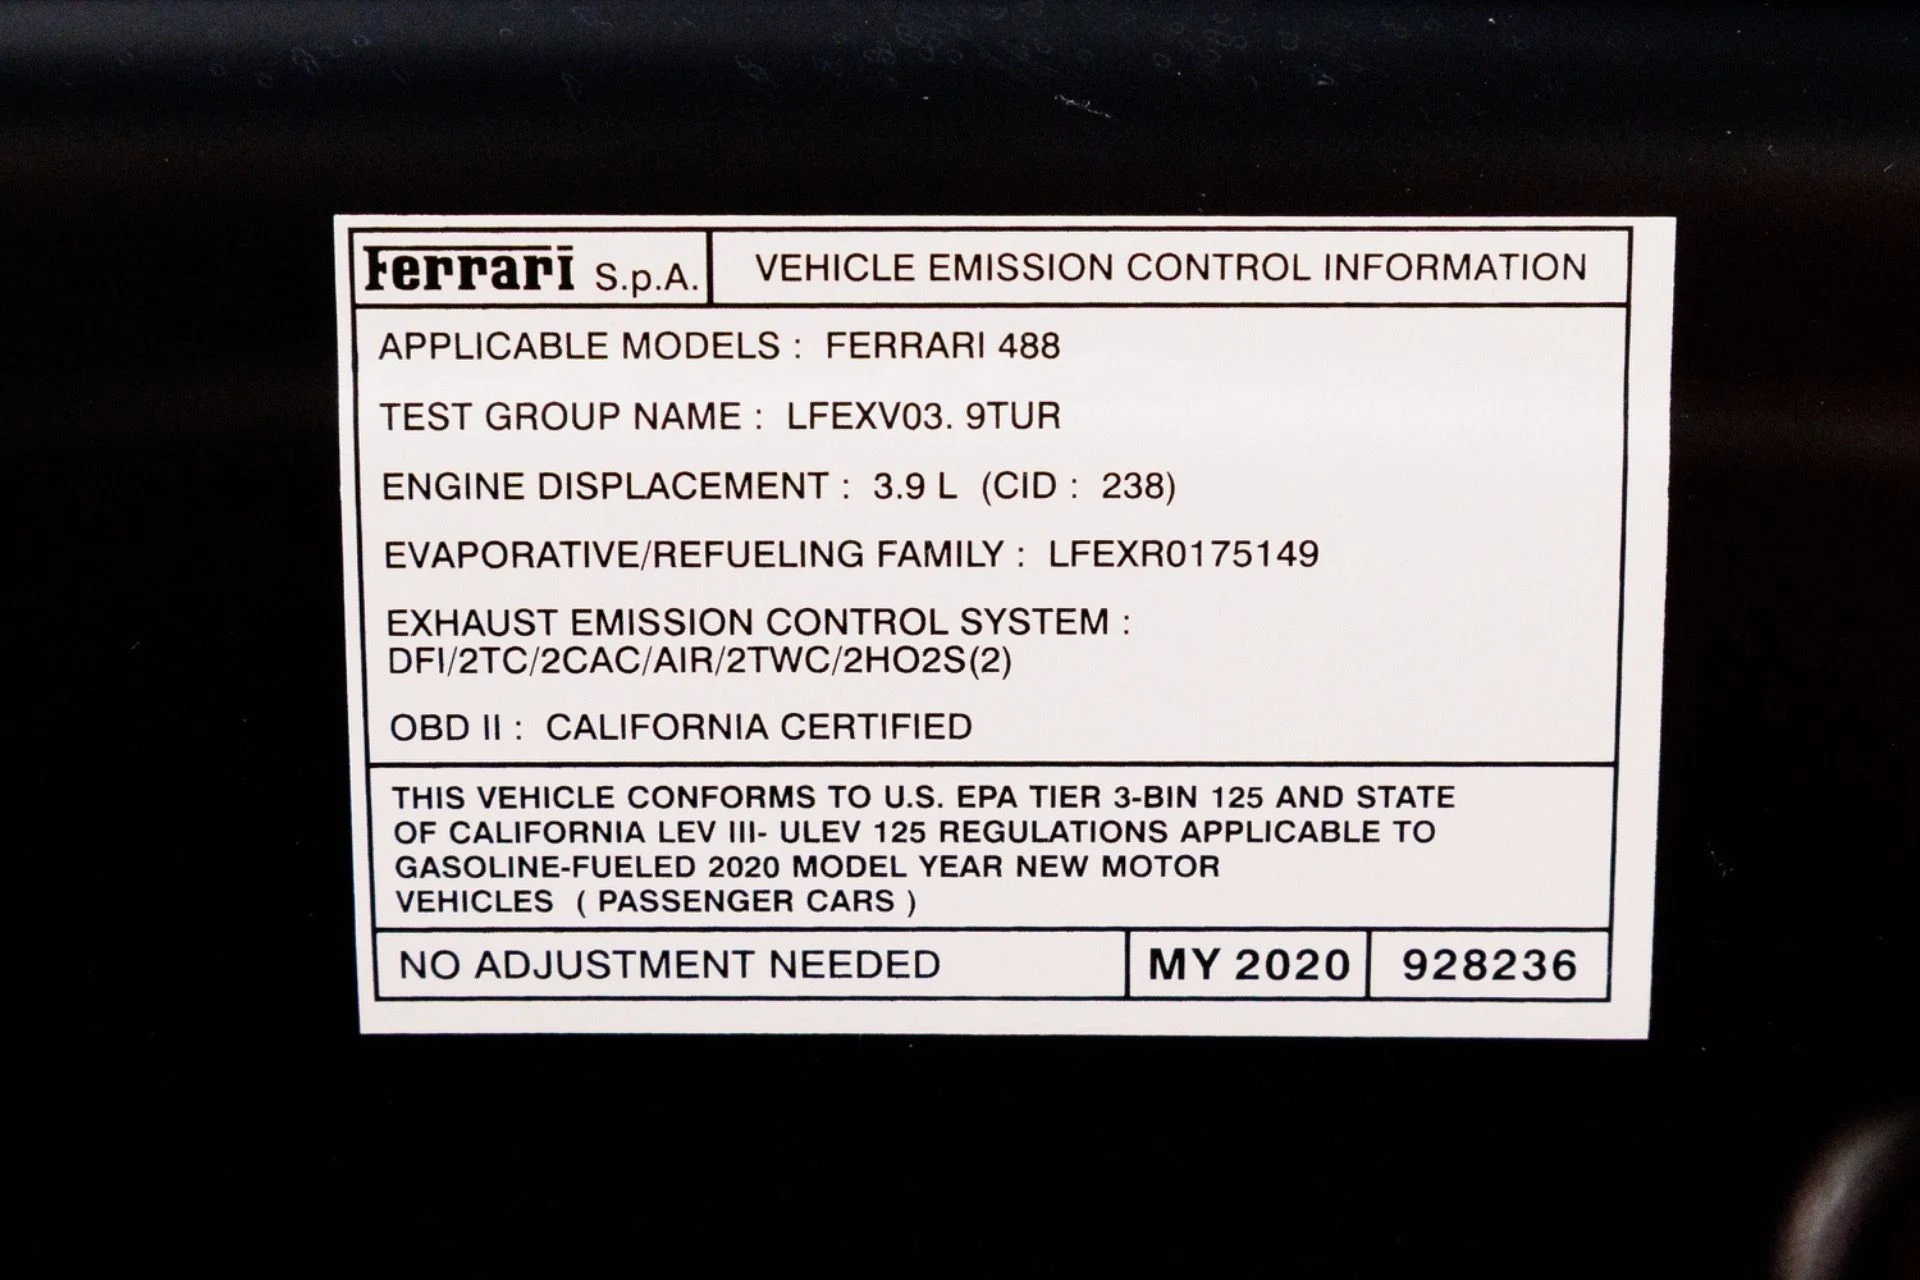 Ferrari S.p.A. VEHICLE EMISSION CONTROL INFORMATION
APPLICABLE MODELS : FERRARI 488
TEST GROUP NAME : LFEXV03. 9TUR
ENGINE DISPLACEMENT : 3.9 L (CID : 238)
EVAPORATIVE/REFUELING FAMILY : LFEXR0175149
EXHAUST EMISSION CONTROL SYSTEM :
DFI/2TC/2CAC/AIR/2TWC/2HO2S(2)
OBD II : CALIFORNIA CERTIFIED
THIS VEHICLE CONFORMS TO U.S. EPA TIER 3-BIN 125 AND STATE
OF CALIFORNIA LEV III- ULEV 125 REGULATIONS APPLICABLE TO
GASOLINE-FUELED 2020 MODEL YEAR NEW MOTOR
VEHICLES ( PASSENGER CARS )
NO ADJUSTMENT NEEDED MY 2020 928236